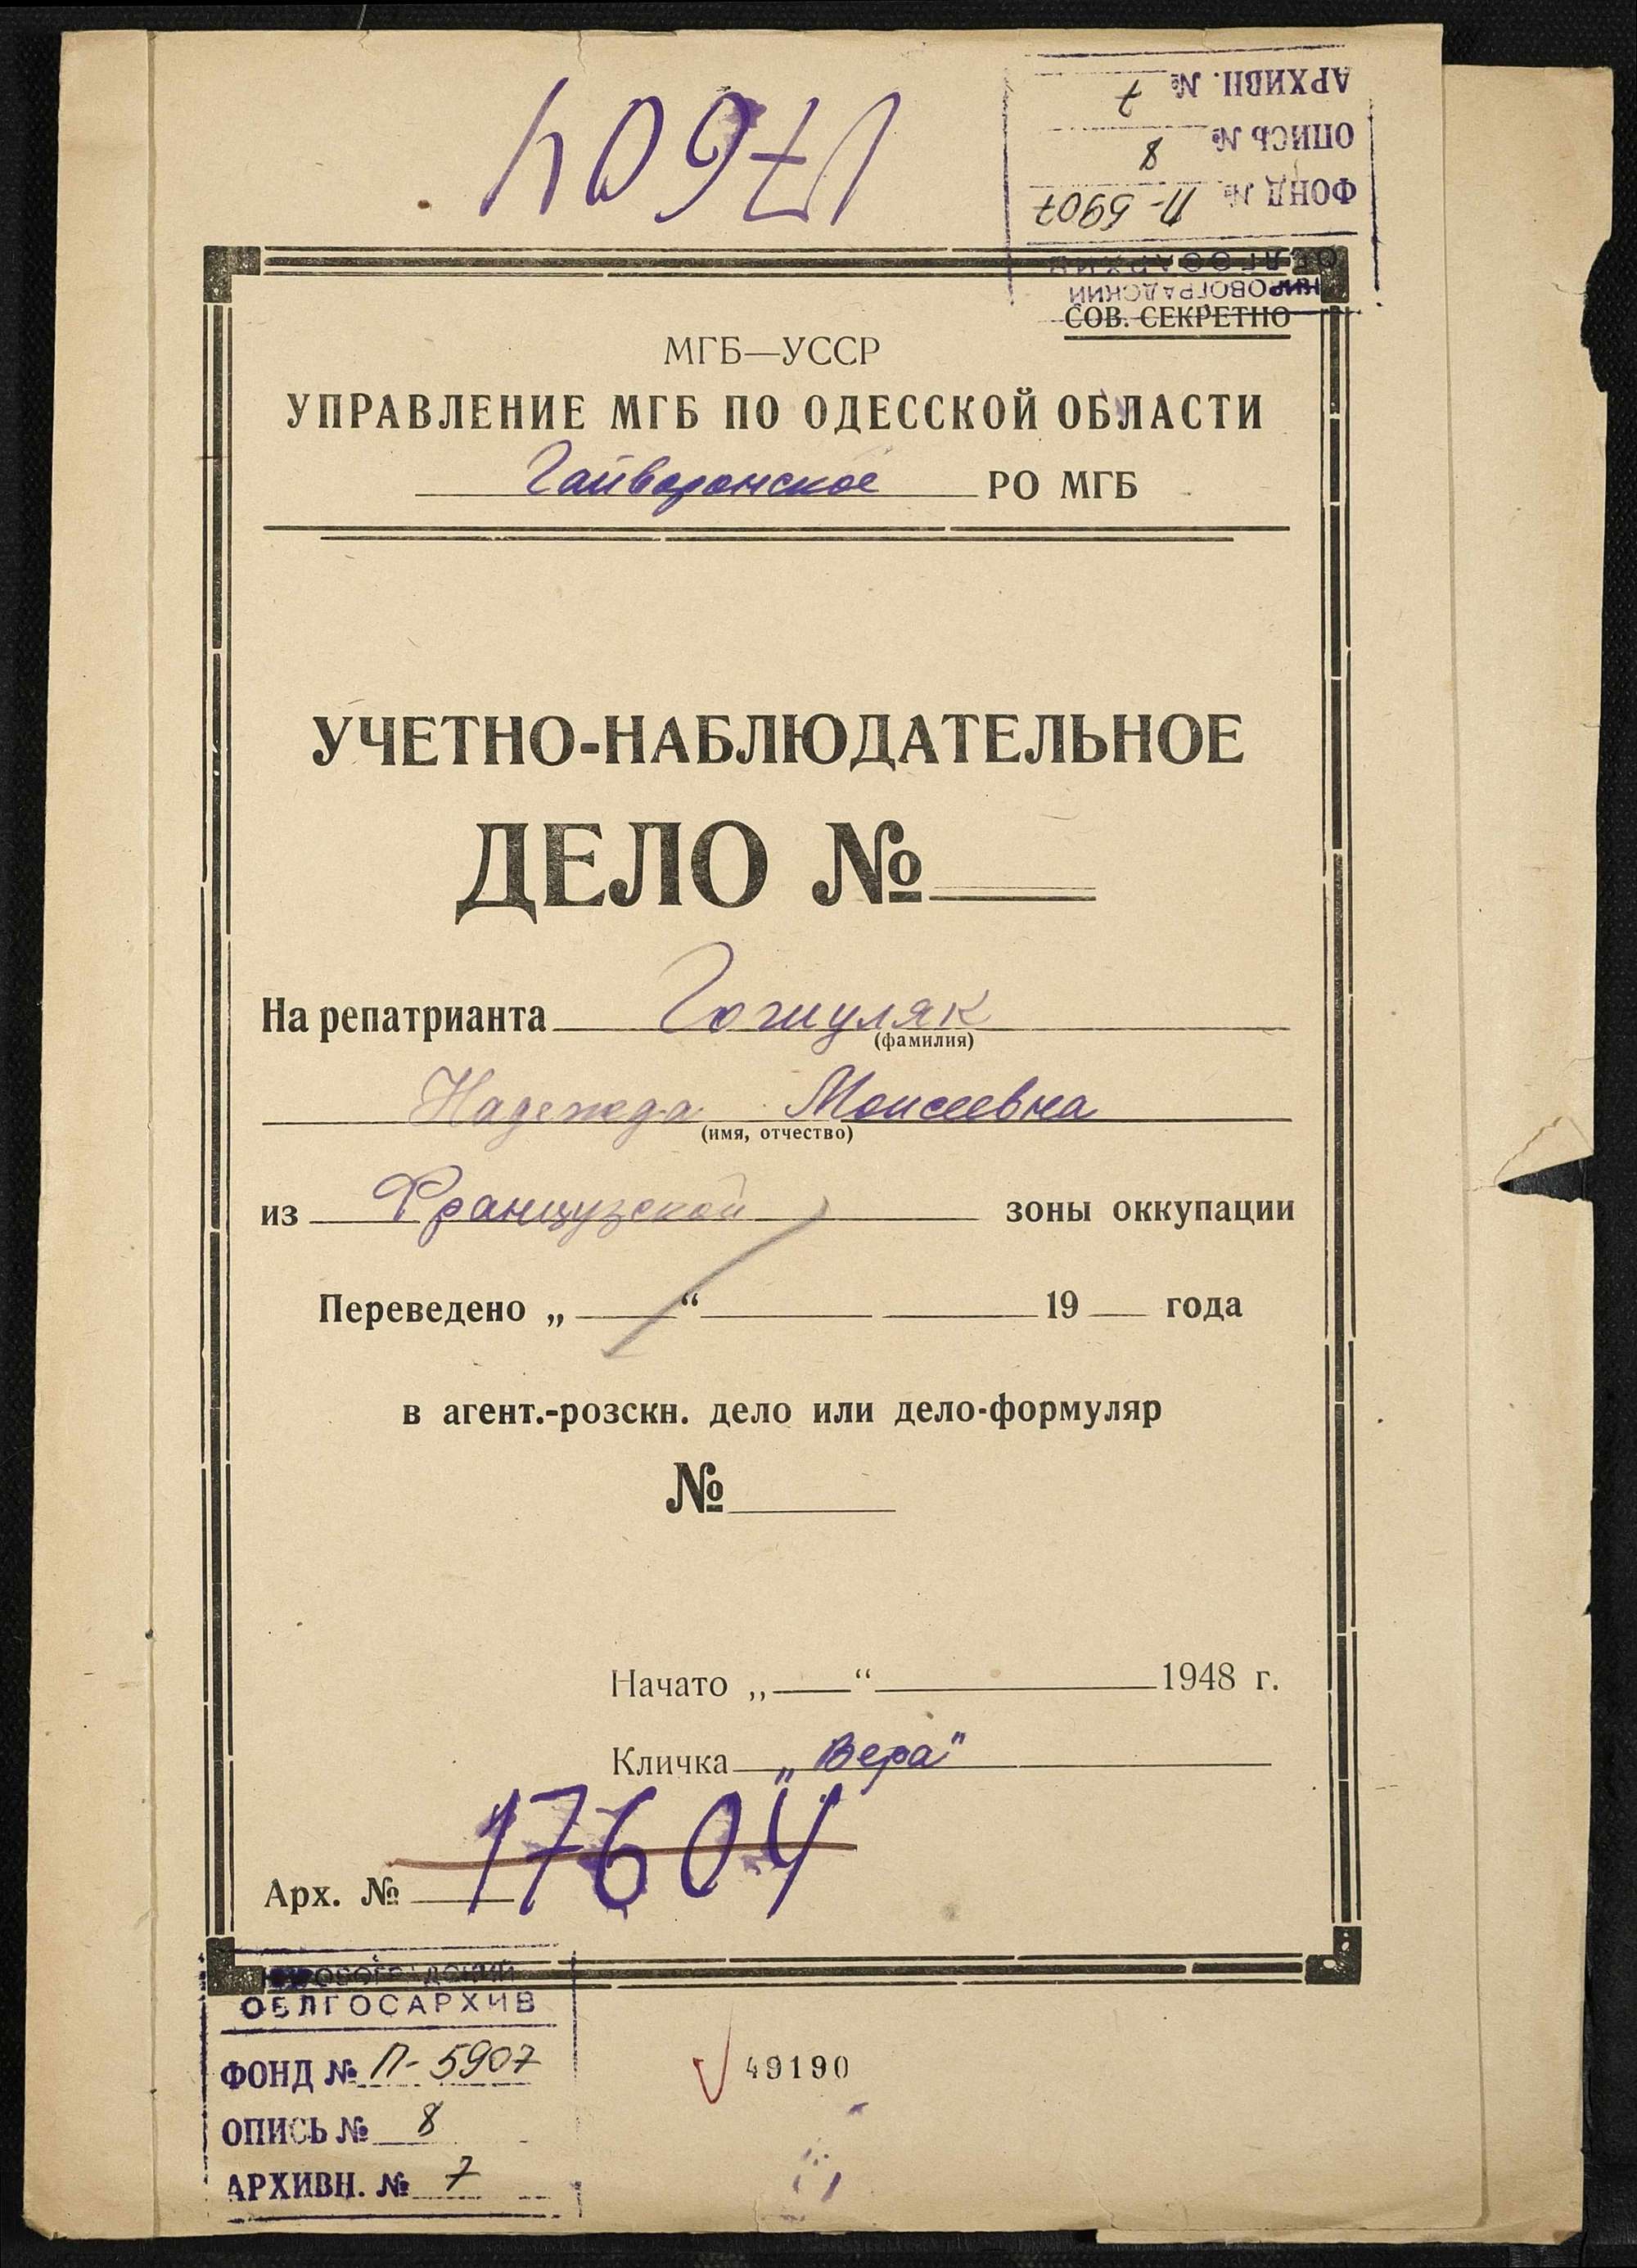 17604
АРХИВН. № 7
ОПИСЬ № 8
ФОНД № П-5907
ОБЛГОСАРХИВ
КИРОВОГРАДСКИЙ
СОВ. СЕКРЕТНО
МГБ—УССР
УПРАВЛЕНИЕ МГБ ПО ОДЕССКОЙ ОБЛАСТИ
Гайворонское РО МГБ
УЧЕТНО-НАБЛЮДАТЕЛЬНОЕ
ДЕЛО №
На репатрианта
(фамилия)
Надежда Моисеевна
(имя, отчество)
из Французской зоны оккупации
Переведено „ “ 19 года
в агент.-розскн. дело или дело-формуляр
№
Начато „ “ 1948 г.
Кличка „Вера"
Арх. № 17604
КИРОВОГРАДСКИЙ
ОБЛГОСАРХИВ
ФОНД № П-5907
49190
ОПИСЬ № 8
АРХИВН. № 7